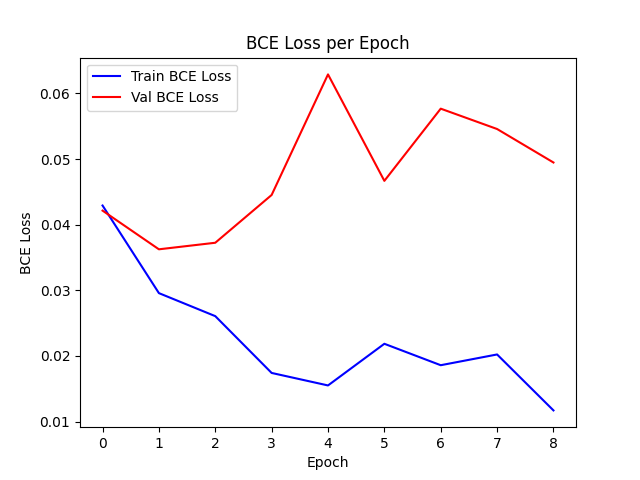 BCE Loss per Epoch
Train BCE Loss
Val BCE Loss
0.06
0.05
0.04
0.03
0.02
0.01
BCE Loss
0 1 2 3 4 5 6 7 8
Epoch